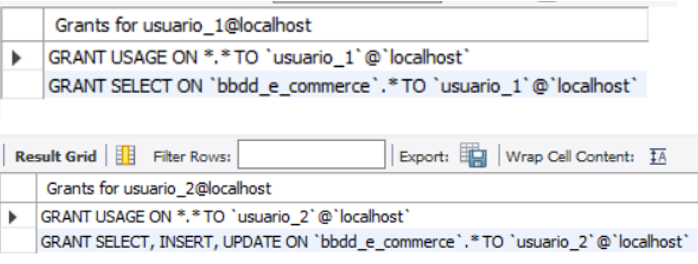 Grants for usuario_1@localhost
GRANT USAGE ON *.* TO `usuario_1`@`localhost`
GRANT SELECT ON `bbdd_e_commerce`.* TO `usuario_1`@`localhost`
Result Grid Filter Rows: Export: Wrap Cell Content: IA
Grants for usuario_2@localhost
GRANT USAGE ON *.* TO `usuario_2`@`localhost`
GRANT SELECT, INSERT, UPDATE ON `bbdd_e_commerce`.* TO `usuario_2`@`localhost`